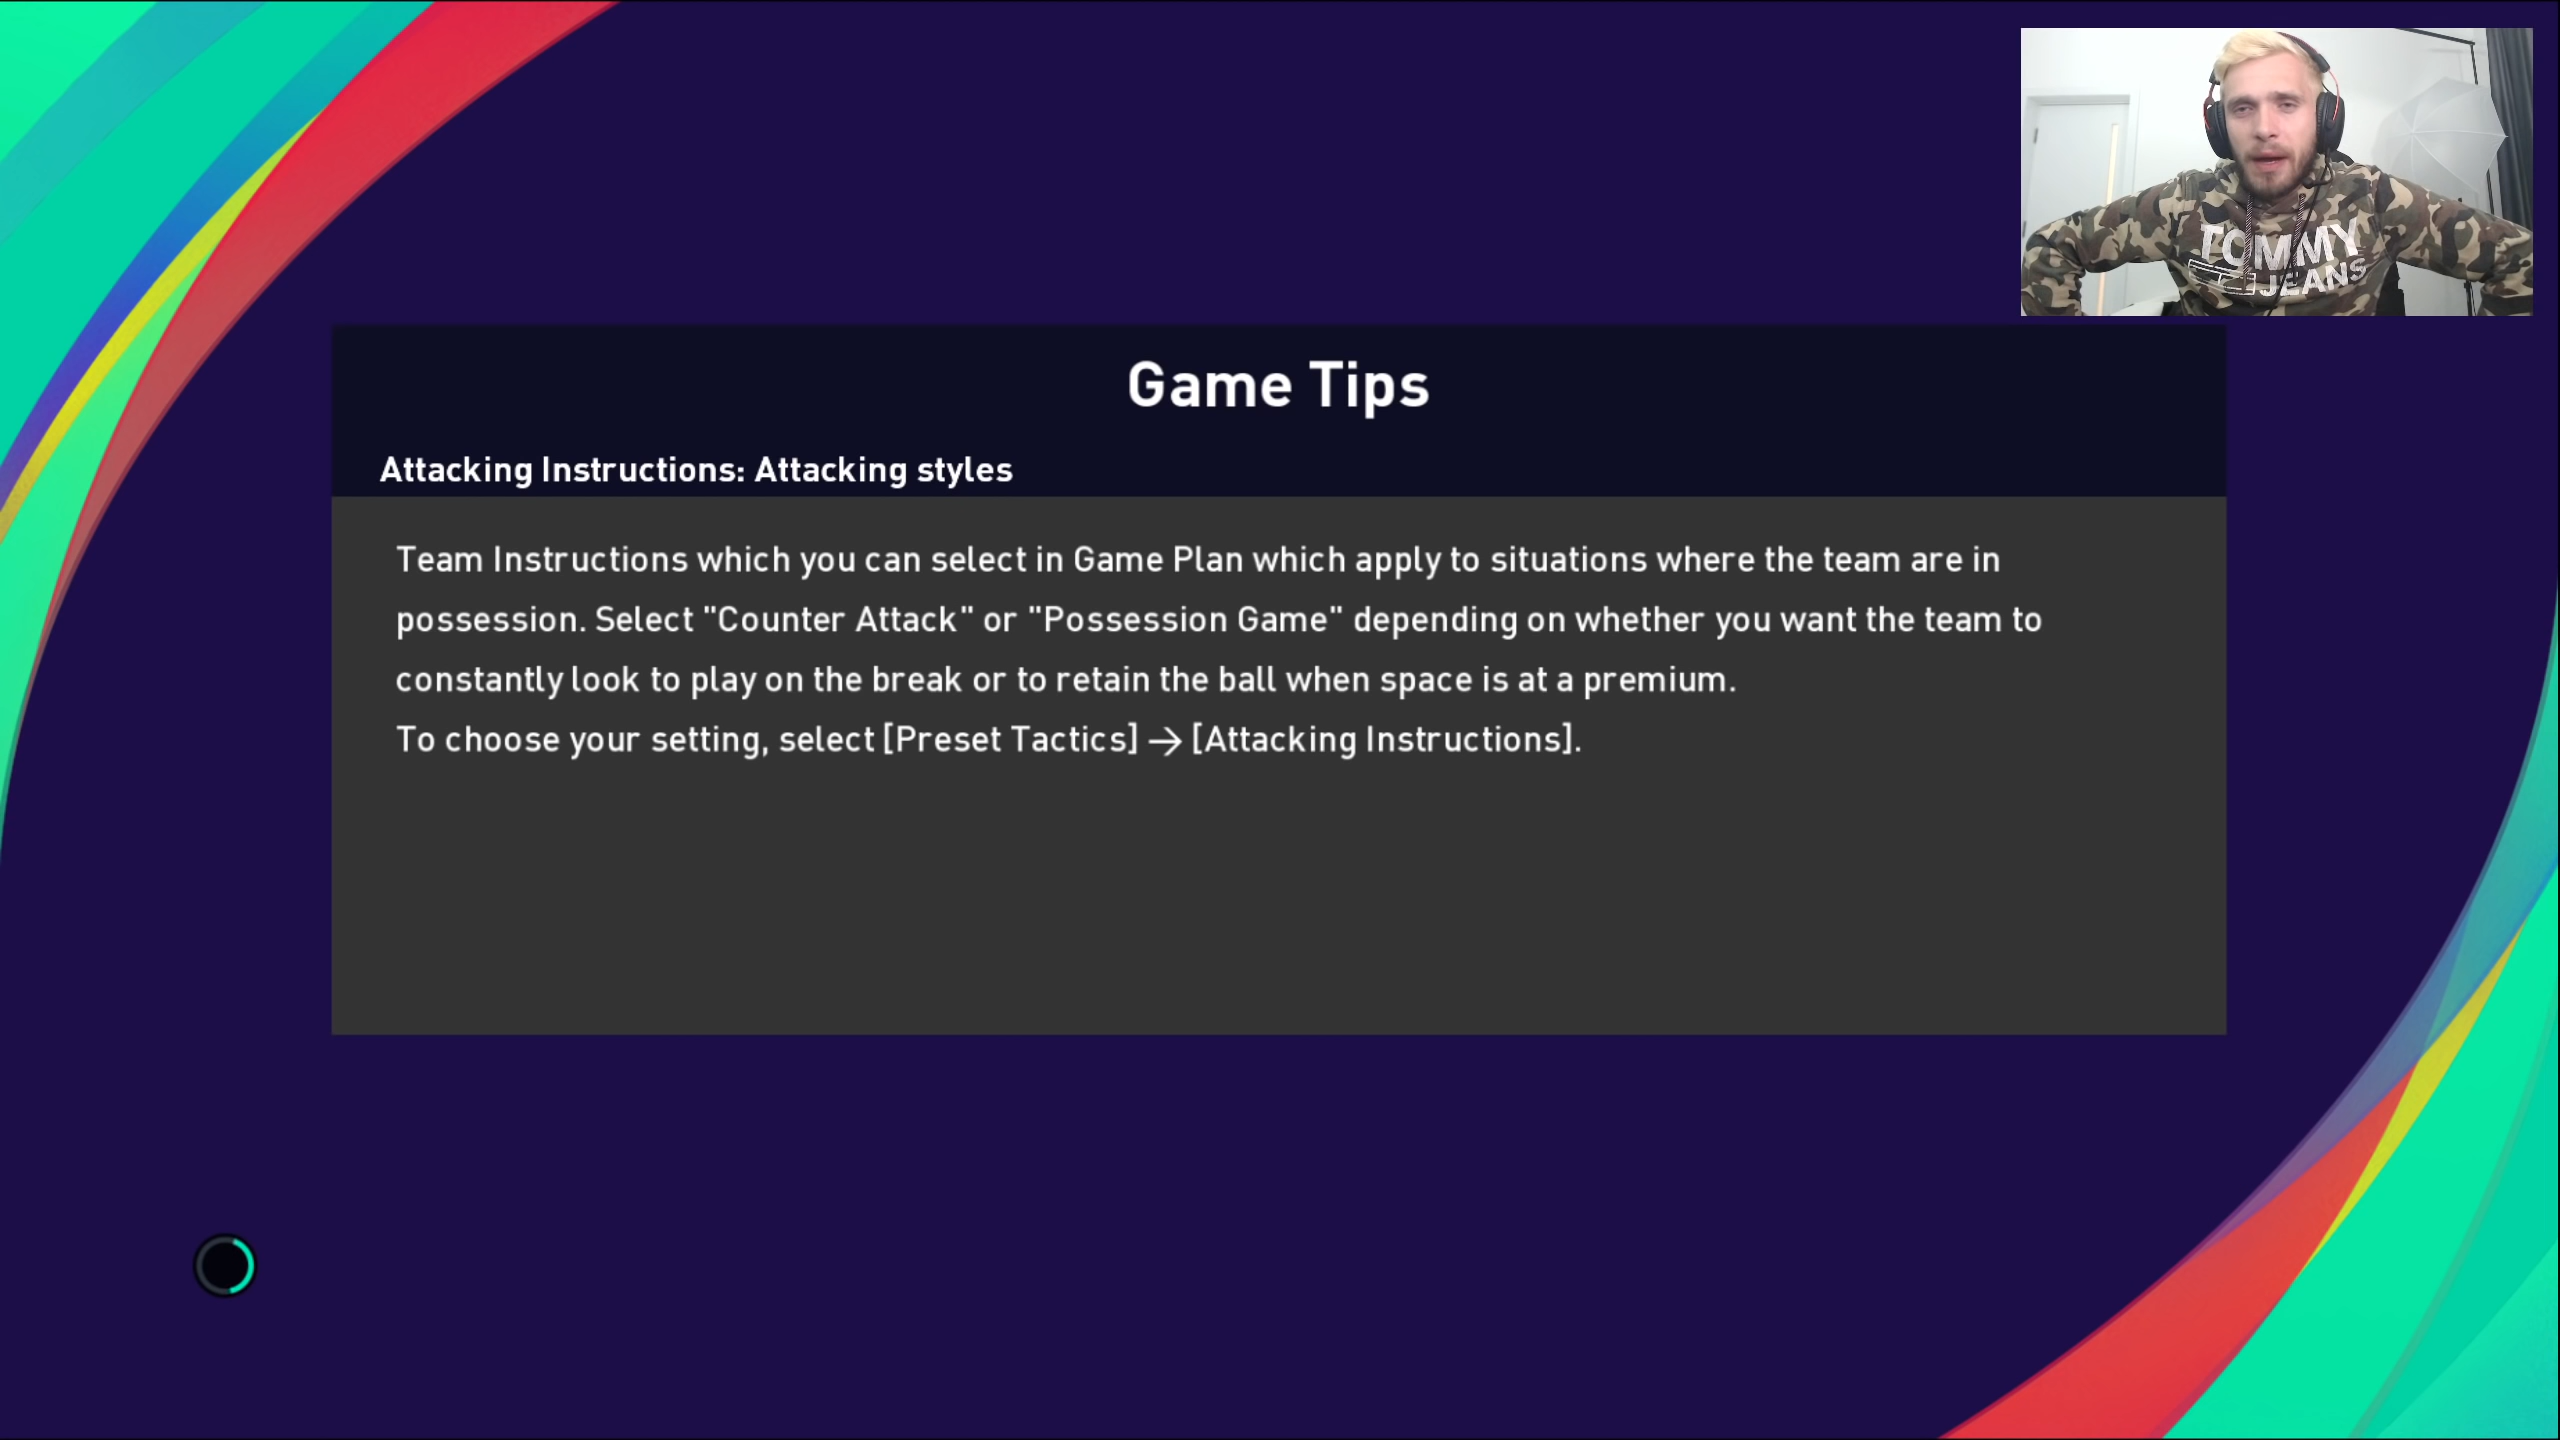 TOMMY
JEANS
Game Tips
Attacking Instructions: Attacking styles
Team Instructions which you can select in Game Plan which apply to situations where the team are in
possession. Select "Counter Attack" or "Possession Game" depending on whether you want the team to
constantly look to play on the break or to retain the ball when space is at a premium.
To choose your setting, select [Preset Tactics] → [Attacking Instructions].